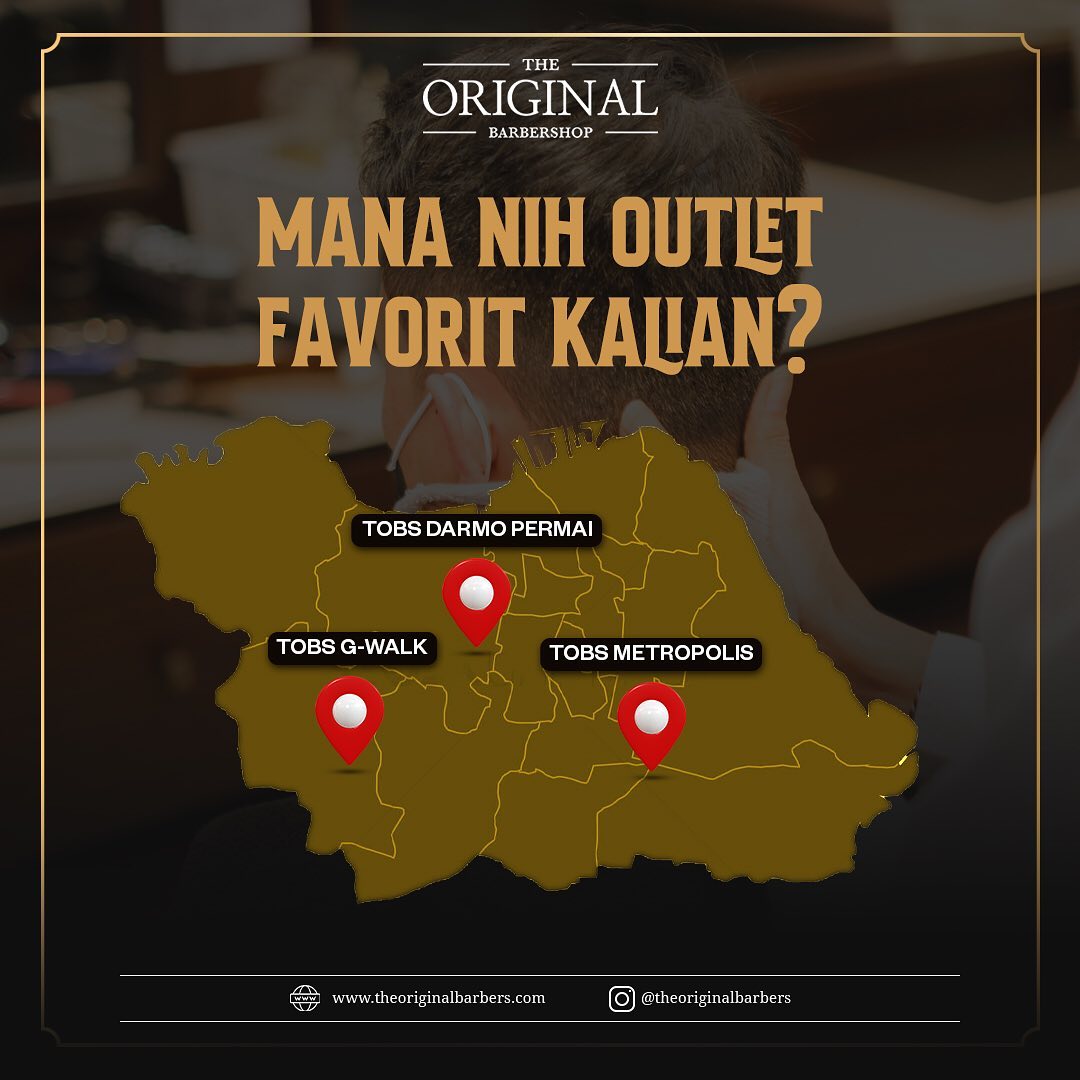 THE
ORIGINAL
BARBERSHOP
MANA NIH OUTLET
FAVORIT KALIAN?
TOBS DARMO PERMAI
TOBS G-WALK
TOBS METROPOLIS
www.theoriginalbarbers.com
@theoriginalbarbers